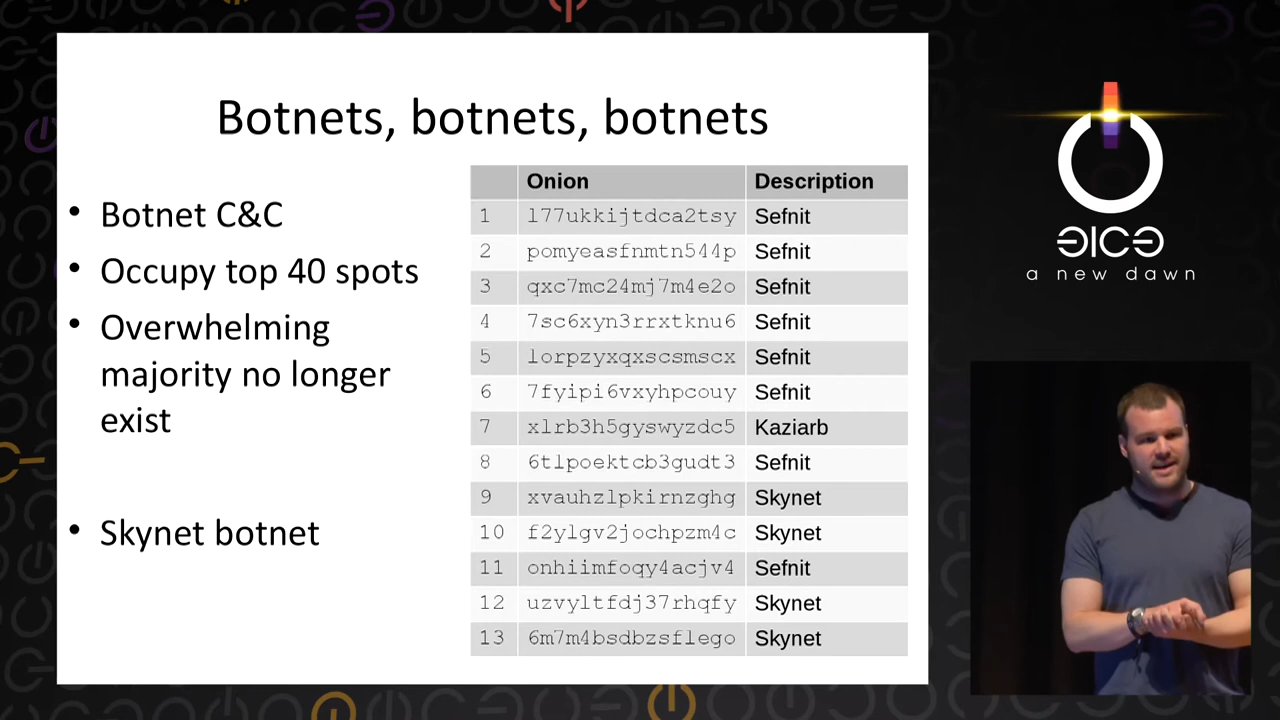 Botnets, botnets, botnets
• Botnet C&C
• Occupy top 40 spots
• Overwhelming
majority no longer
exist
• Skynet botnet
Onion Description
1 l77ukkijtdca2tsy Sefnit
2 pomyeasfnmtn544p Sefnit
3 qxc7mc24mj7m4e2o Sefnit
4 7sc6xyn3rrxtknu6 Sefnit
5 lorpzyxqxscsmscx Sefnit
6 7fyipi6vxyhpcouy Sefnit
7 xlrb3h5gyswyzdc5 Kaziarb
8 6tlpoektcb3gudt3 Sefnit
9 xvauhzlpkirnzghg Skynet
10 f2ylgv2jochpzm4c Skynet
11 onhiimfoqy4acjv4 Sefnit
12 uzvyltfdj37rhqfy Skynet
13 6m7m4bsdbzsflego Skynet
a new dawn